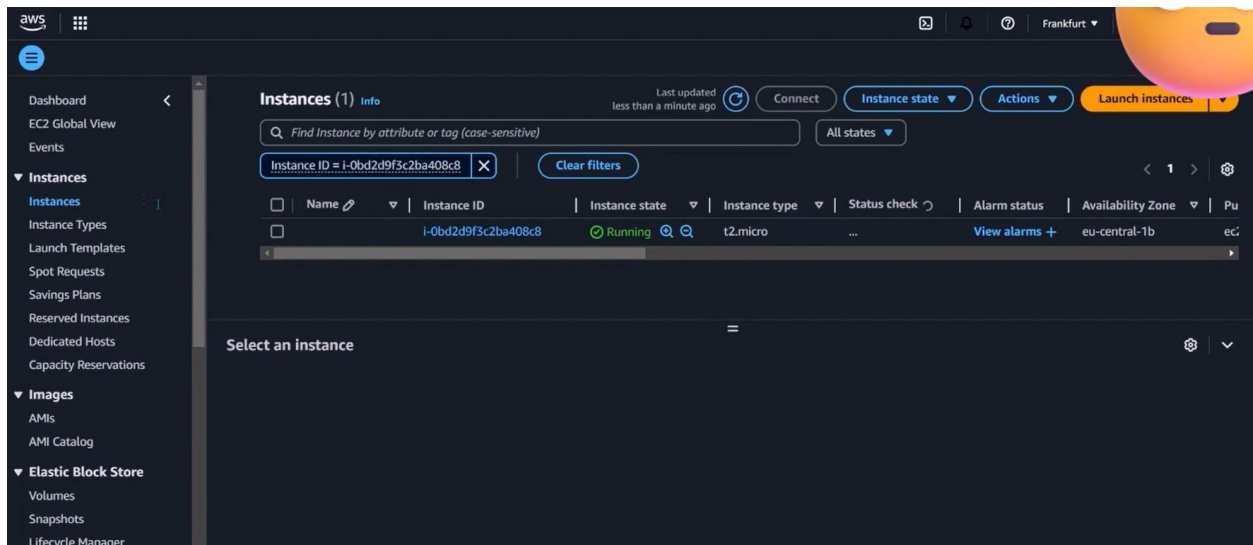 aws
Frankfurt
Dashboard
EC2 Global View
Events
Instances
Instances
Instance Types
Launch Templates
Spot Requests
Savings Plans
Reserved Instances
Dedicated Hosts
Capacity Reservations
Images
AMIs
AMI Catalog
Elastic Block Store
Volumes
Snapshots
Lifecycle Manager
Instances (1) Info
Last updated
less than a minute ago
Connect
Instance state
Actions
Launch instances
Find Instance by attribute or tag (case-sensitive)
All states
Instance ID = i-0bd2d9f3c2ba408c8
Clear filters
1
Name Instance ID Instance state Instance type Status check Alarm status Availability Zone Pu
i-0bd2d9f3c2ba408c8 Running t2.micro ... View alarms + eu-central-1b ec2
Select an instance